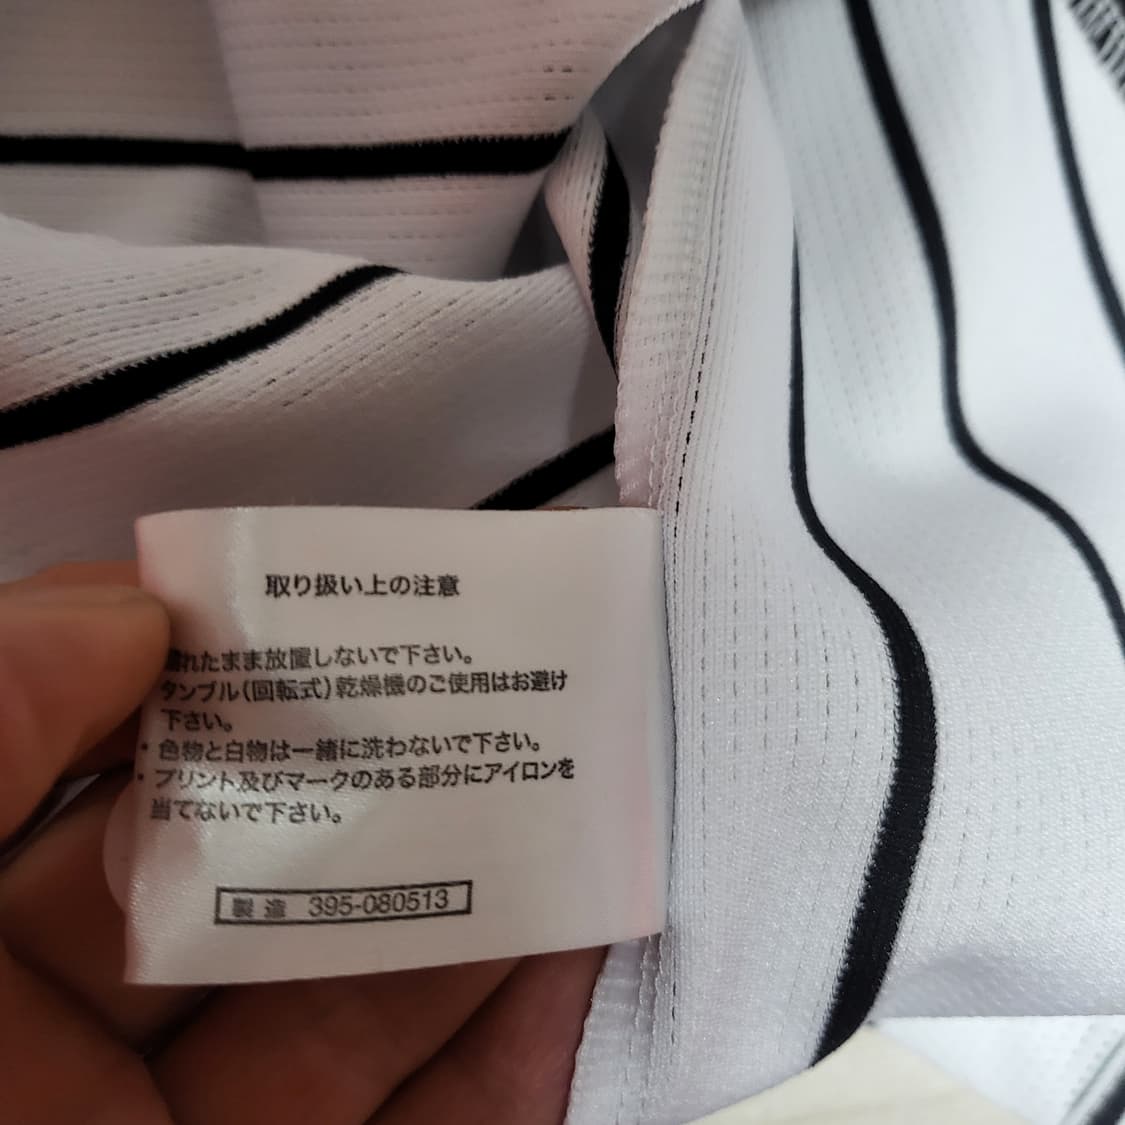 取り扱い上の注意
れたまま放置しないで下さい。
タンブル(回転式)乾燥機のご使用はお避け
下さい。
・色物と白物は一緒に洗わないで下さい。
・プリント及びマークのある部分にアイロンを
当てないで下さい。
製造 395-080513